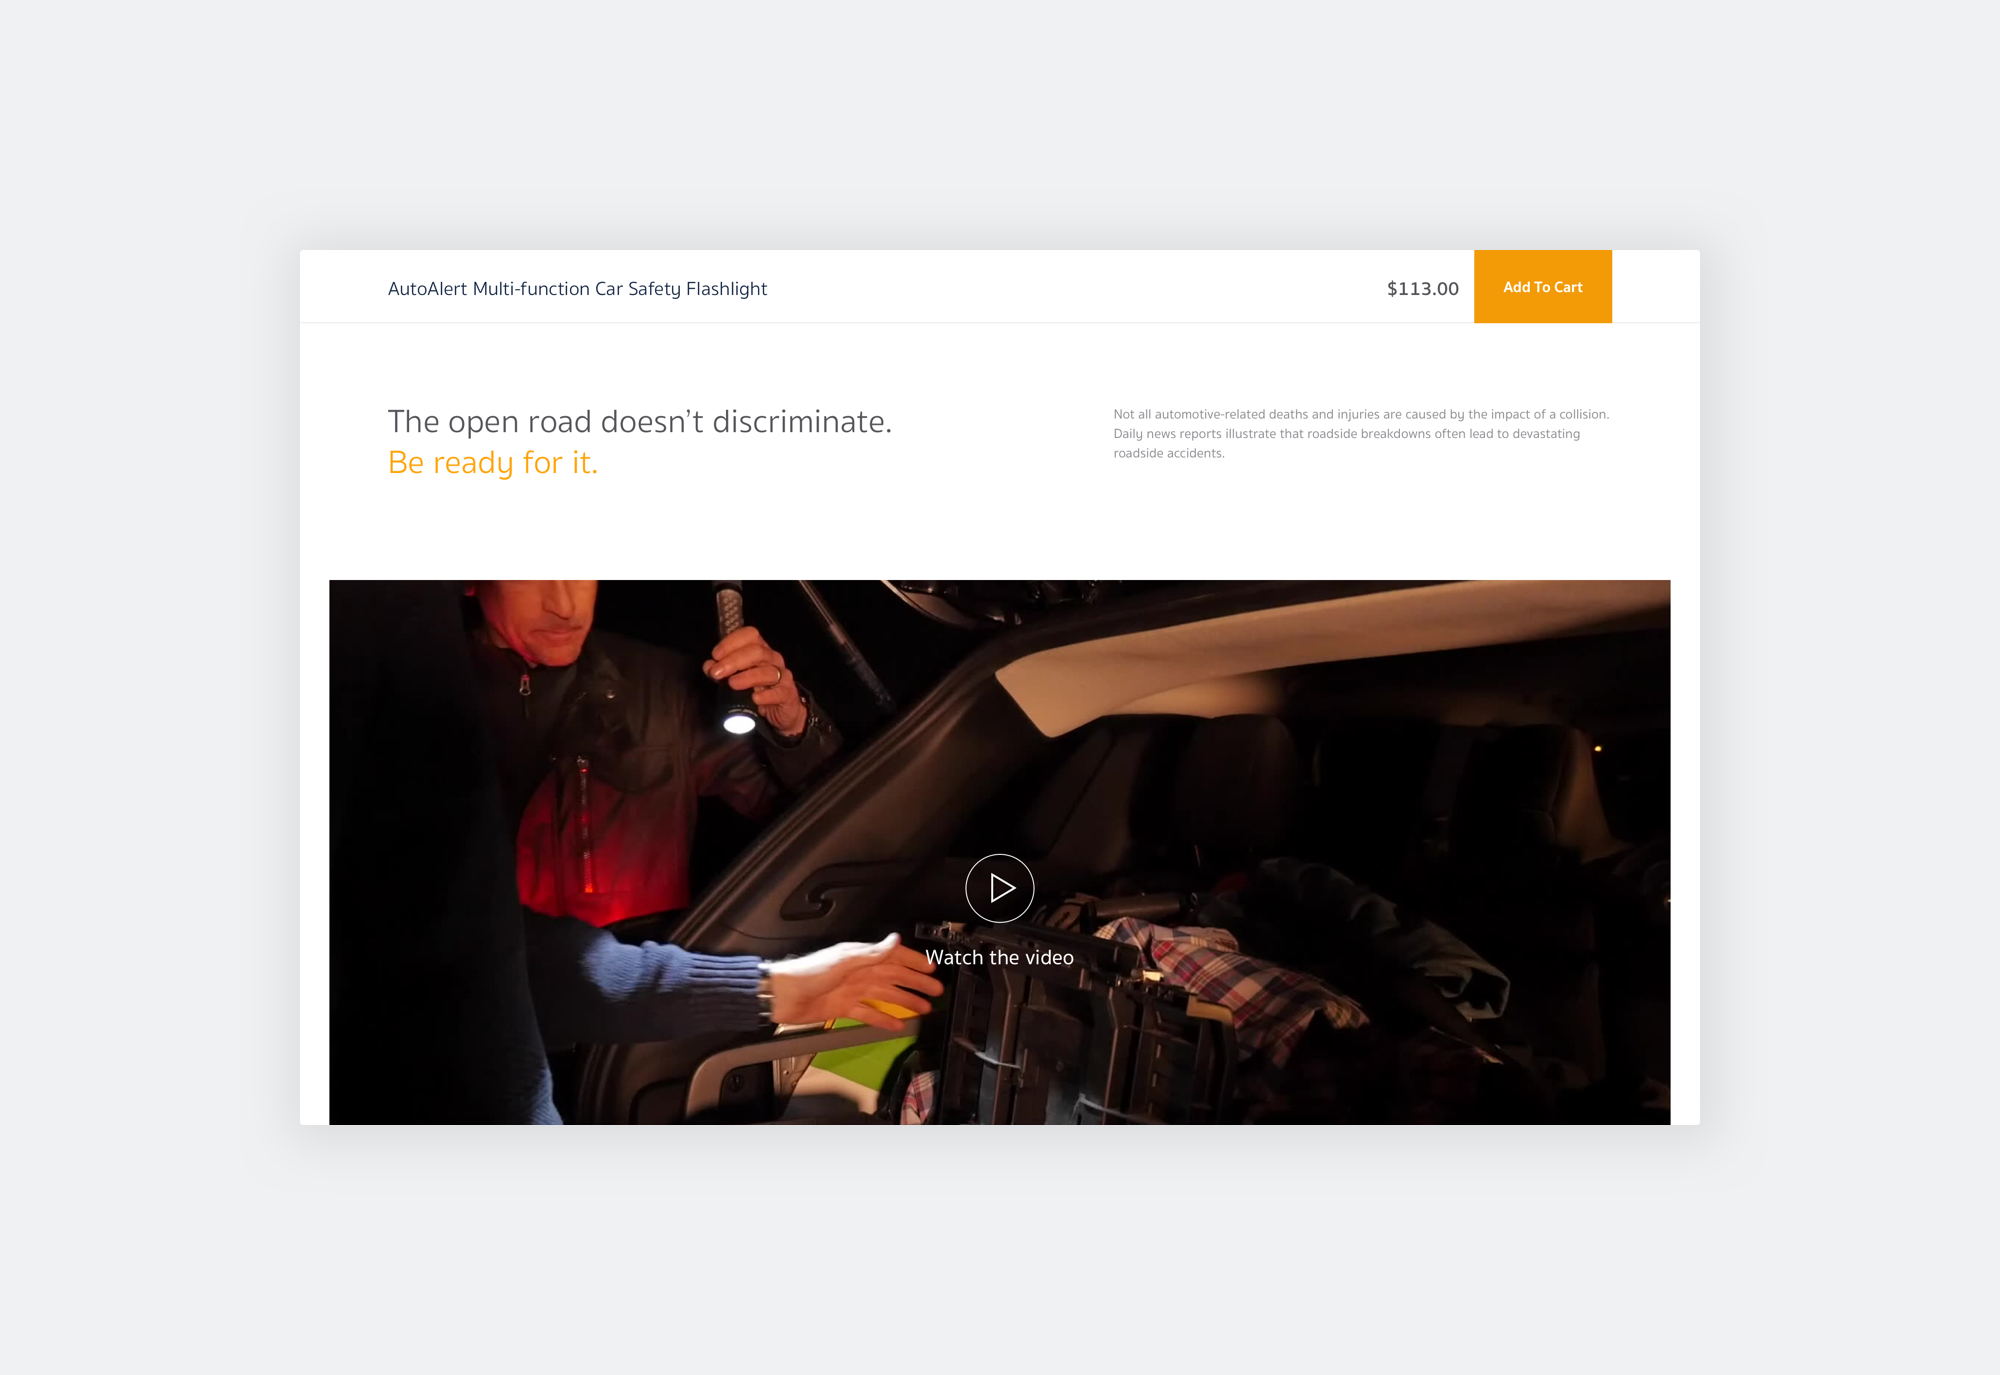 AutoAlert Multi-function Car Safety Flashlight
$113.00
Add To Cart
The open road doesn’t discriminate.
Be ready for it.
Not all automotive-related deaths and injuries are caused by the impact of a collision.
Daily news reports illustrate that roadside breakdowns often lead to devastating
roadside accidents.
Watch the video